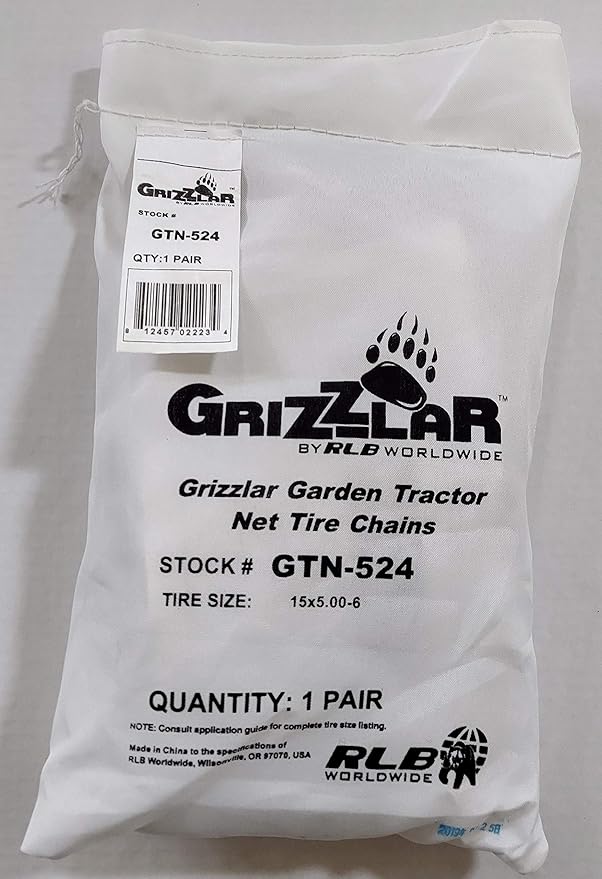 GRIZZLAR™
BY RLB WORLDWIDE
STOCK #
GTN-524
QTY:1 PAIR
8 12457 02223 4
GRIZZLAR™
BY RLB WORLDWIDE
Grizzlar Garden Tractor
Net Tire Chains
STOCK # GTN-524
TIRE SIZE: 15x5.00-6
QUANTITY: 1 PAIR
NOTE: Consult application guide for complete tire size listing.
Made in China to the specifications of
RLB Worldwide, Wilsonville, OR 97070, USA
RLB
WORLDWIDE